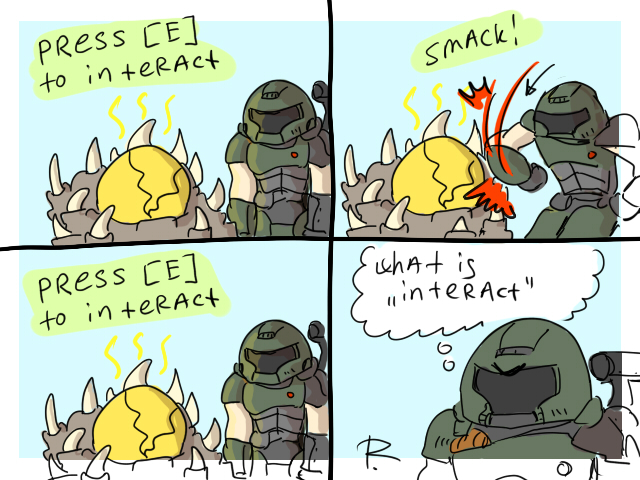 PRESS [E]
to interAct
SMACK!
PRESS [E]
to interAct
whAt is
„interAct"
R.